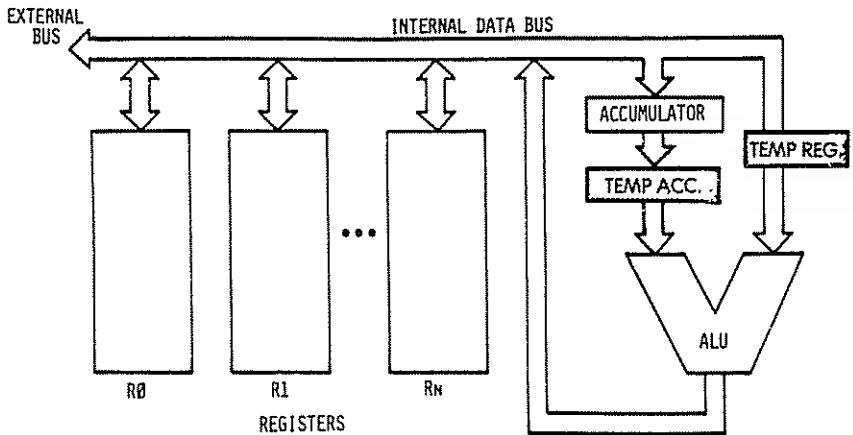 EXTERNAL
BUS
INTERNAL DATA BUS
ACCUMULATOR
TEMP REG.
TEMP ACC.
•••
ALU
RØ
R1
RN
REGISTERS